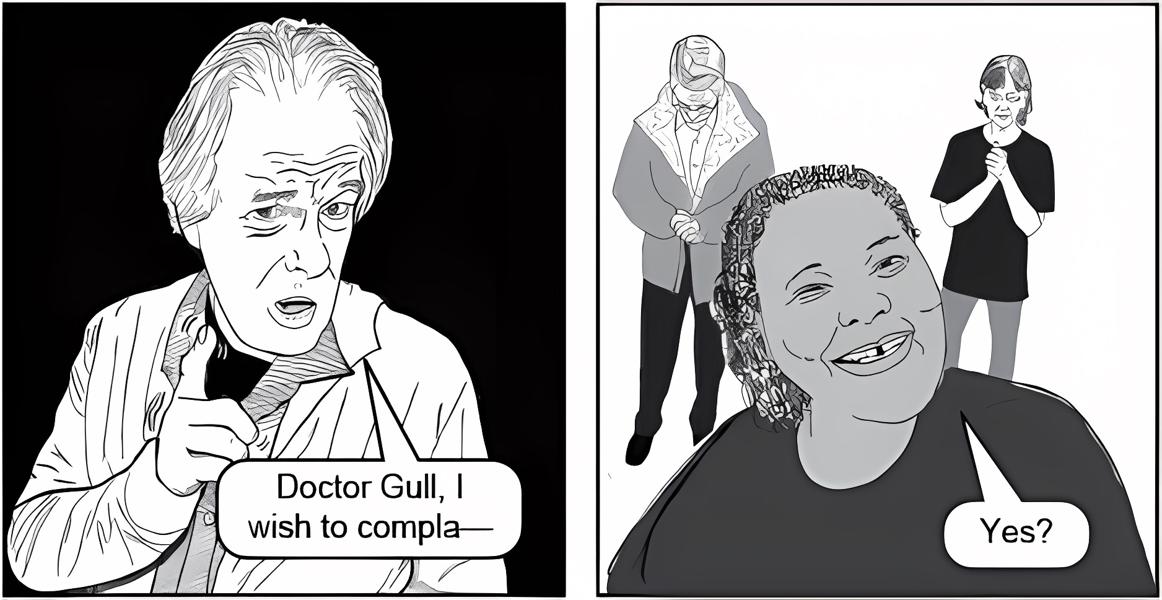 Doctor Gull, I
wish to compla—
Yes?